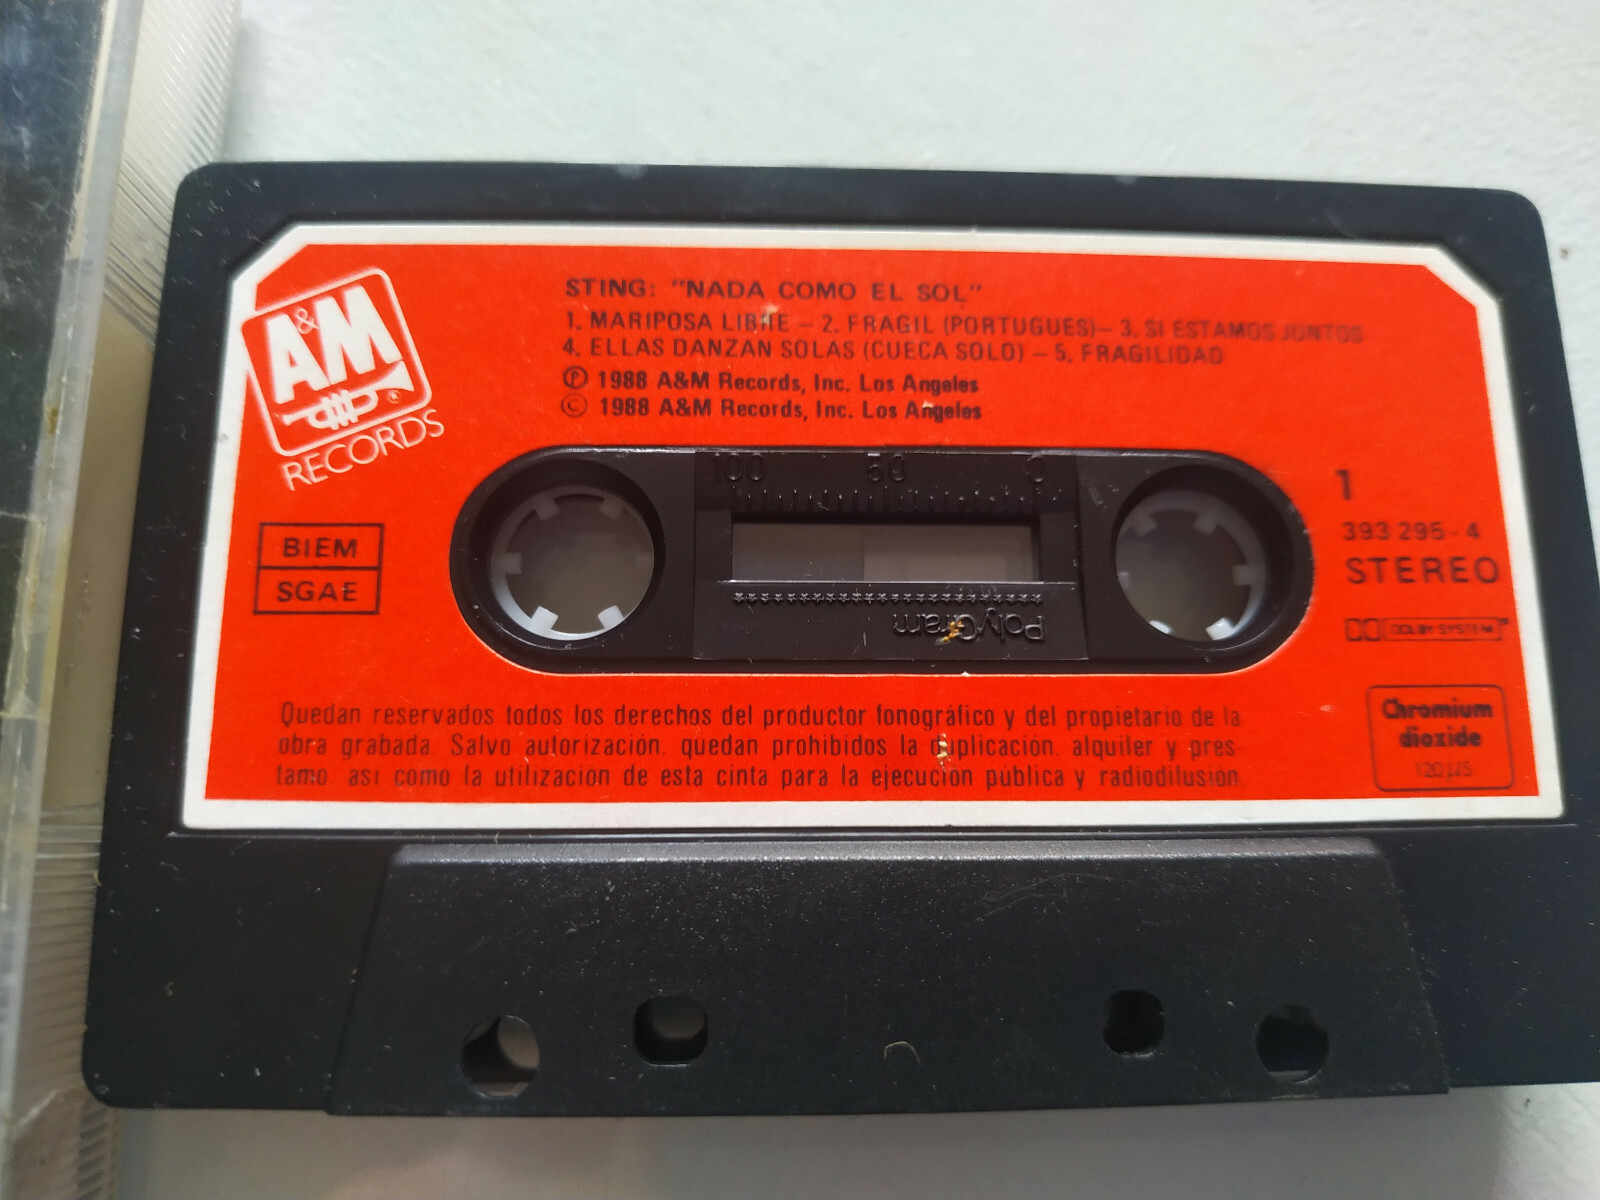 A&M
RECORDS
STING: "NADA COMO EL SOL"
1. MARIPOSA LIBRE – 2. FRAGIL (PORTUGUES)– 3. SI ESTAMOS JUNTOS
4. ELLAS DANZAN SOLAS (CUECA SOLO) – 5. FRAGILIDAD
Ⓟ 1988 A&M Records, Inc. Los Angeles
© 1988 A&M Records, Inc. Los Angeles
100 50 0
PolyGram
BIEM
SGAE
1
393 295-4
STEREO
DOLBY SYSTEM
Chromium
dioxide
120 µS
Quedan reservados todos los derechos del productor fonográfico y del propietario de la
obra grabada. Salvo autorización, quedan prohibidos la duplicación, alquiler y prés-
tamo, así como la utilización de esta cinta para la ejecución pública y radiodifusión.